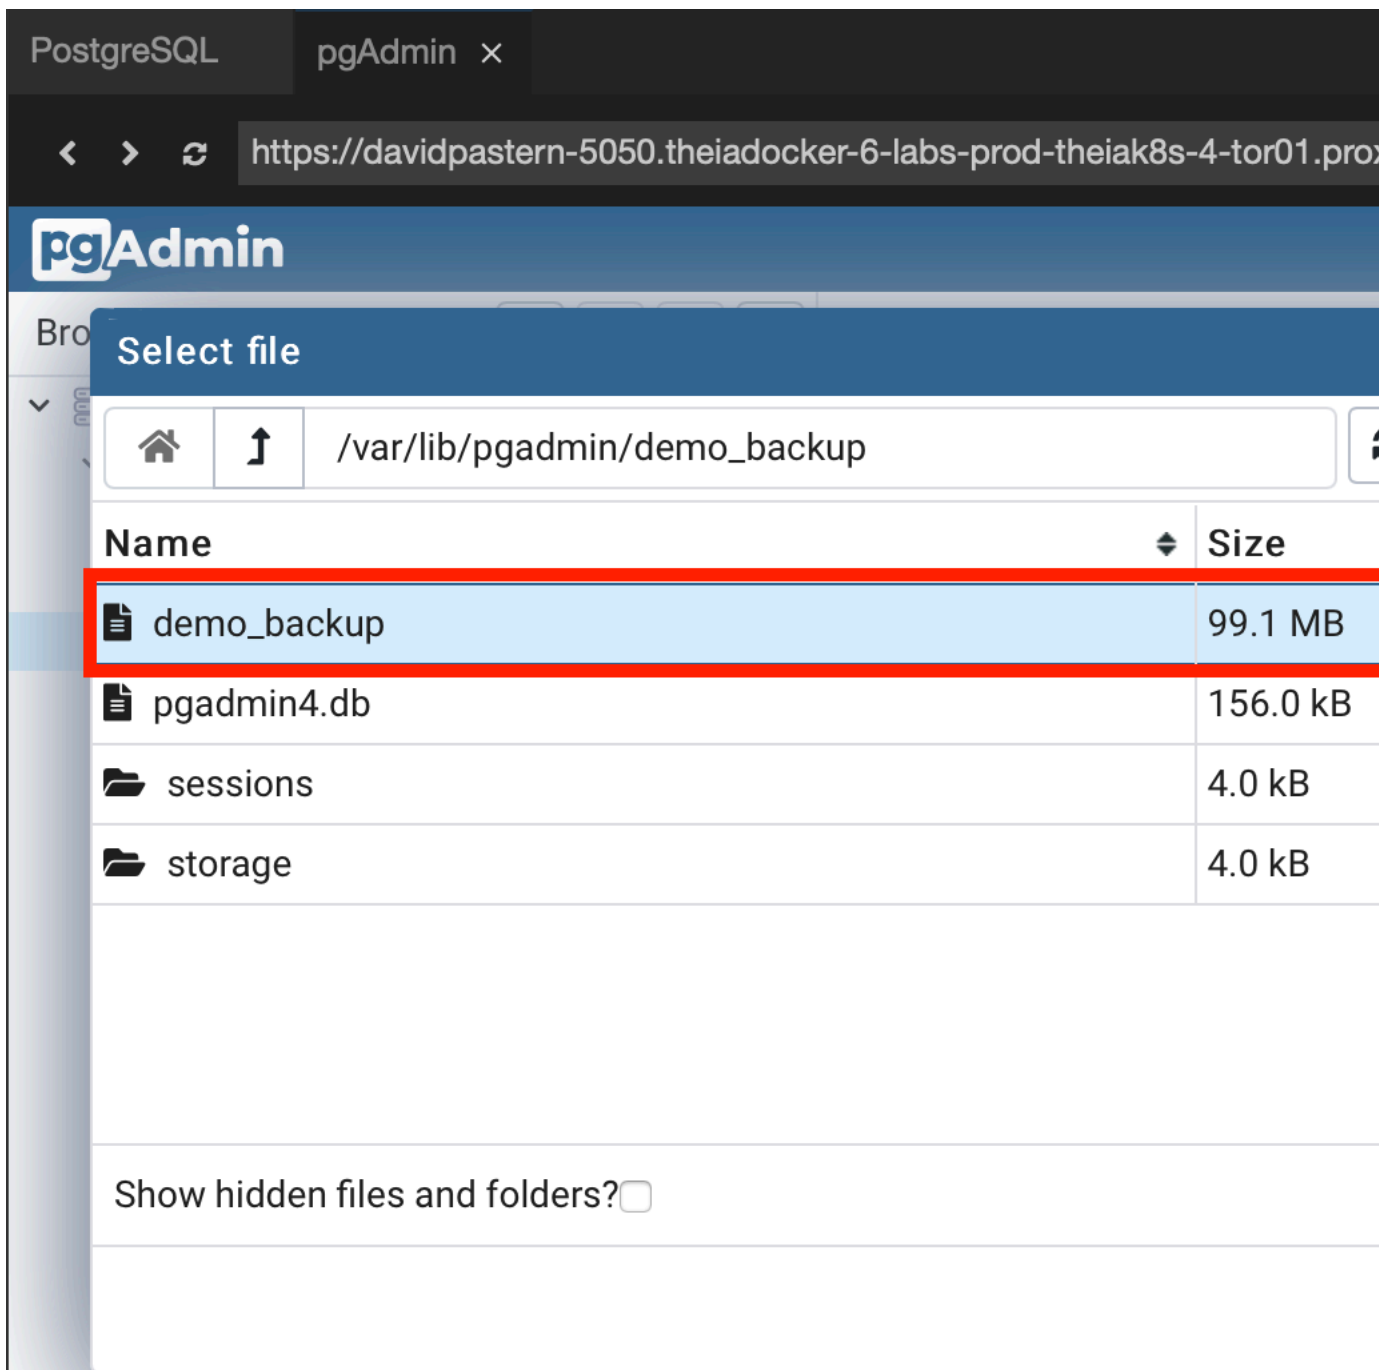 PostgreSQL pgAdmin ×
https://davidpastern-5050.theiadocker-6-labs-prod-theiak8s-4-tor01.prox
pgAdmin
Bro
Select file
/var/lib/pgadmin/demo_backup
Name Size
demo_backup 99.1 MB
pgadmin4.db 156.0 kB
sessions 4.0 kB
storage 4.0 kB
Show hidden files and folders?